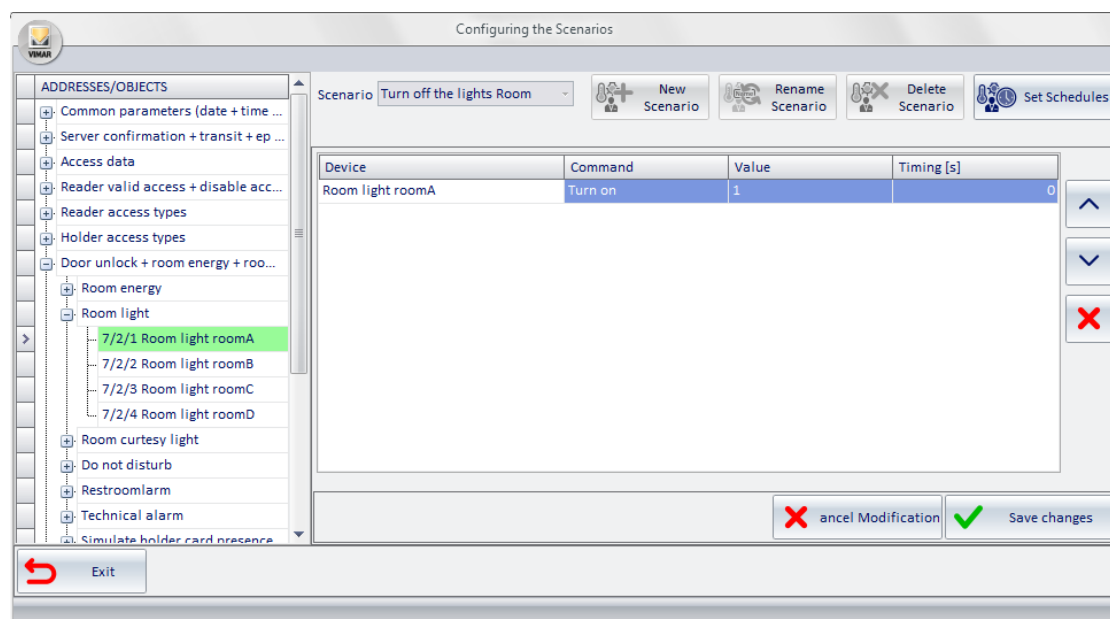 Configuring the Scenarios
VIMAR
ADDRESSES/OBJECTS
Common parameters (date + time ...
Server confirmation + transit + ep ...
Access data
Reader valid access + disable acc...
Reader access types
Holder access types
Door unlock + room energy + roo...
Room energy
Room light
7/2/1 Room light roomA
7/2/2 Room light roomB
7/2/3 Room light roomC
7/2/4 Room light roomD
Room curtesy light
Do not disturb
Restroomlarm
Technical alarm
Simulate holder card presence
Scenario Turn off the lights Room
New Scenario
Rename Scenario
Delete Scenario
Set Schedules
Device Command Value Timing [s]
Room light roomA Turn on 1 0
ancel Modification
Save changes
Exit